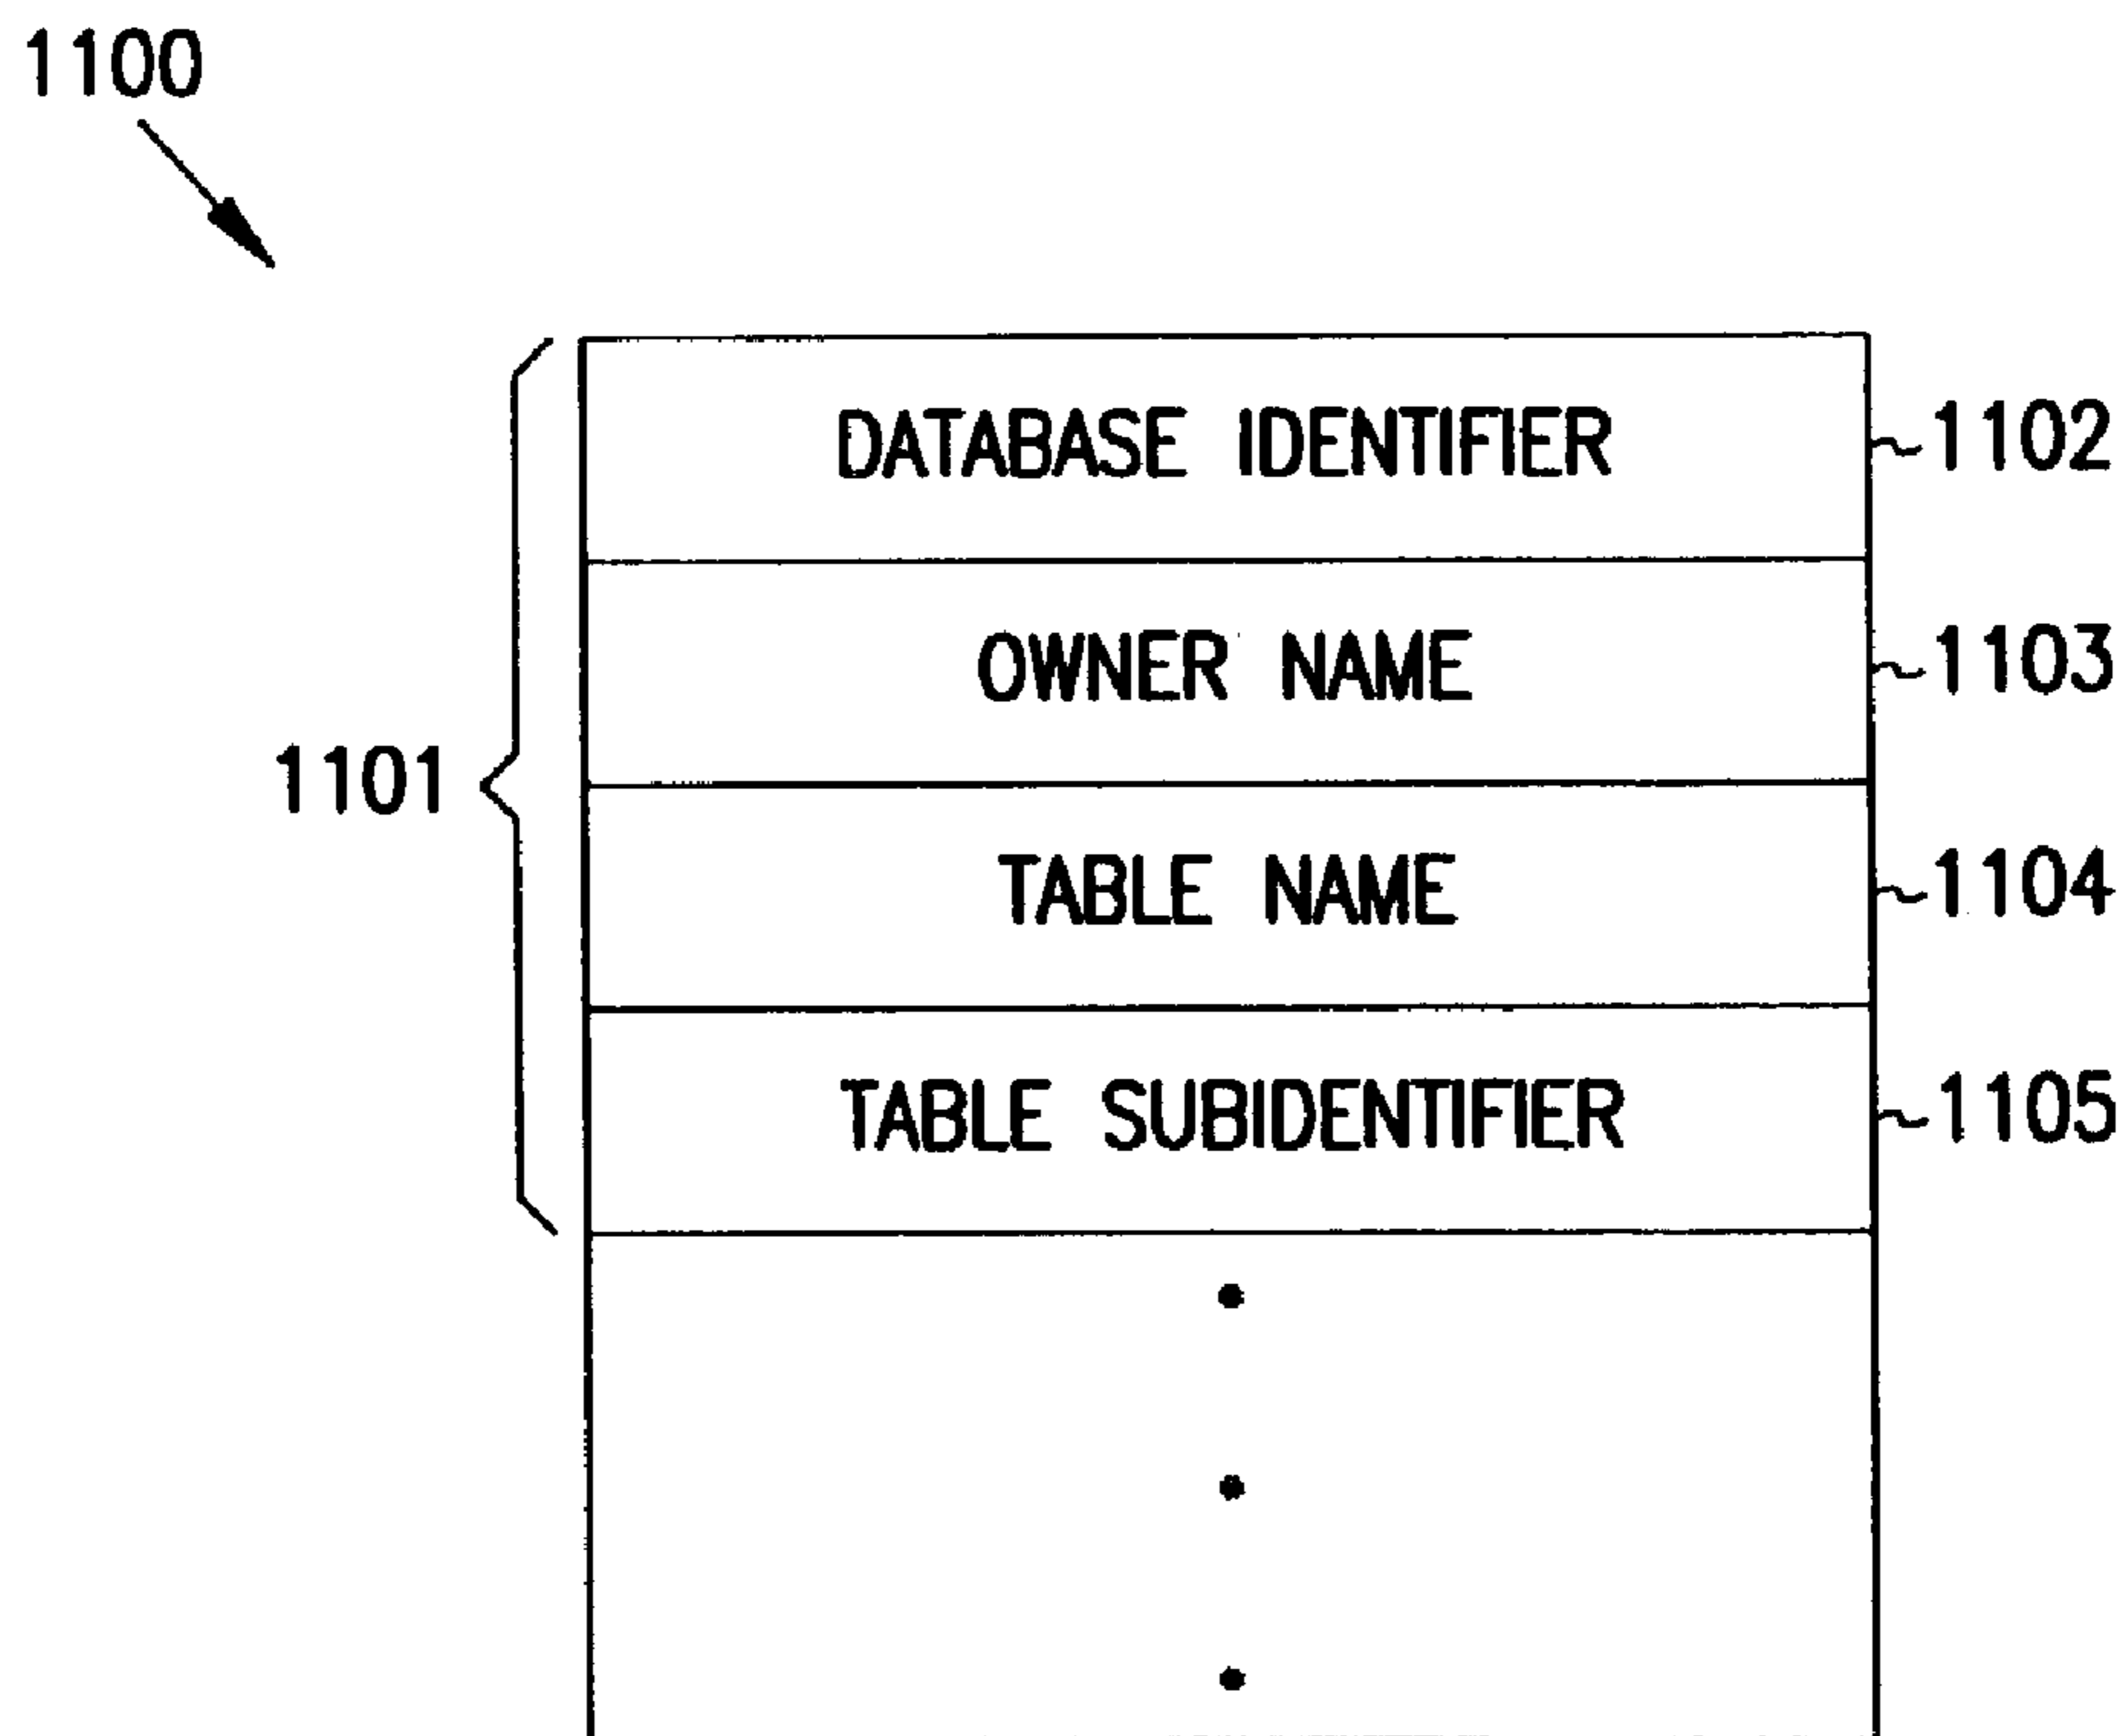 1100
DATABASE IDENTIFIER 1102
OWNER NAME 1103
1101
TABLE NAME 1104
TABLE SUBIDENTIFIER 1105